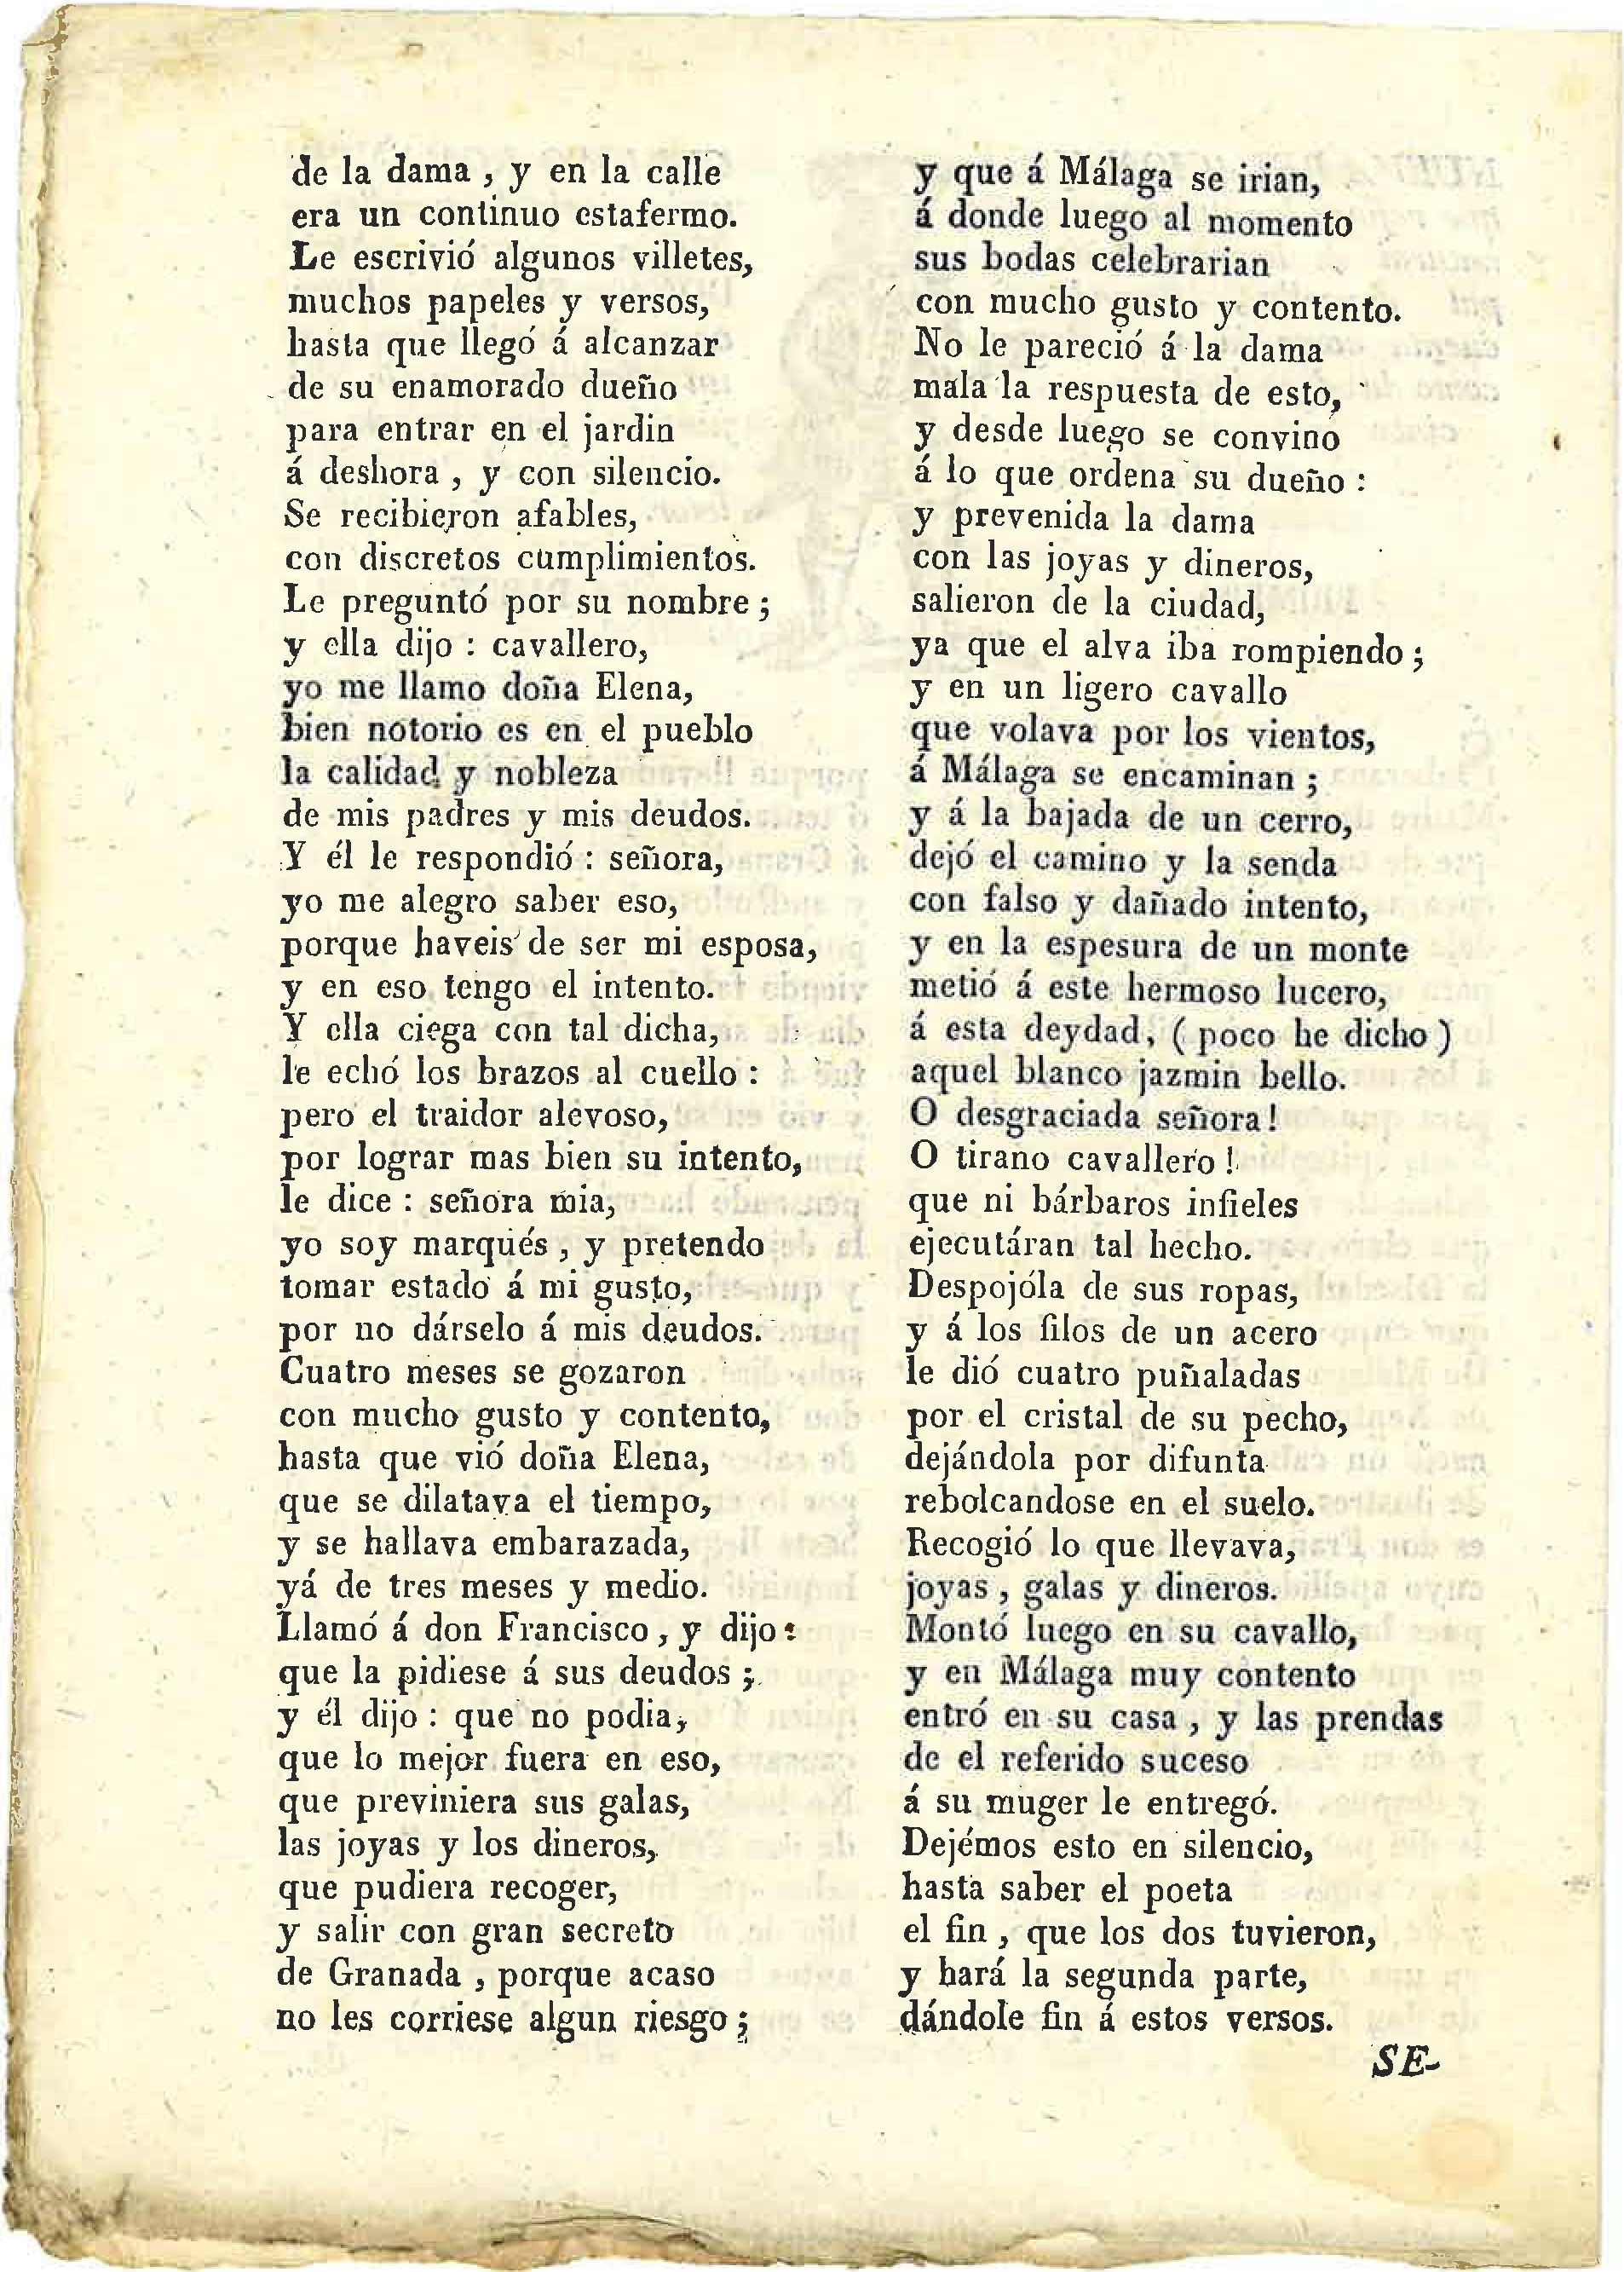 de la dama , y en la calle
era un continuo estafermo.
Le escrivió algunos villetes,
muchos papeles y versos,
hasta que llegó á alcanzar
de su enamorado dueño
para entrar en el jardin
á deshora , y con silencio.
Se recibieron afables,
con discretos cumplimientos.
Le preguntó por su nombre ;
y ella dijo : cavallero,
yo me llamo doña Elena,
bien notorio es en el pueblo
la calidad y nobleza
de mis padres y mis deudos.
Y él le respondió : señora,
yo me alegro saber eso,
porque haveis de ser mi esposa,
y en eso tengo el intento.
Y ella ciega con tal dicha,
le echó los brazos al cuello :
pero el traidor alevoso,
por lograr mas bien su intento,
le dice : señora mia,
yo soy marqués , y pretendo
tomar estado á mi gusto,
por no dárselo á mis deudos.
Cuatro meses se gozaron
con mucho gusto y contento,
hasta que vió doña Elena,
que se dilatava el tiempo,
y se hallava embarazada,
yá de tres meses y medio.
Llamó á don Francisco , y dijo :
que la pidiese á sus deudos ;
y él dijo : que no podia,
que lo mejor fuera en eso,
que previniera sus galas,
las joyas y los dineros,
que pudiera recoger,
y salir con gran secreto
de Granada , porque acaso
no les corriese algun riesgo ;
y que á Málaga se irian,
á donde luego al momento
sus bodas celebrarian
con mucho gusto y contento.
No le pareció á la dama
mala la respuesta de esto,
y desde luego se convino
á lo que ordena su dueño :
y prevenida la dama
con las joyas y dineros,
salieron de la ciudad,
ya que el alva iba rompiendo ;
y en un ligero cavallo
que volava por los vientos,
á Málaga se encaminan ;
y á la bajada de un cerro,
dejó el camino y la senda
con falso y dañado intento,
y en la espesura de un monte
metió á este hermoso lucero,
á esta deydad, ( poco he dicho )
aquel blanco jazmin bello.
O desgraciada señora !
O tirano cavallero !
que ni bárbaros infieles
ejecutáran tal hecho.
Despojóla de sus ropas,
y á los filos de un acero
le dió cuatro puñaladas
por el cristal de su pecho,
dejándola por difunta
rebolcandose en el suelo.
Recogió lo que llevava,
joyas , galas y dineros.
Montó luego en su cavallo,
y en Málaga muy contento
entró en su casa , y las prendas
de el referido suceso
á su muger le entregó.
Dejémos esto en silencio,
hasta saber el poeta
el fin , que los dos tuvieron,
y hará la segunda parte,
dándole fin á estos versos.
SE-